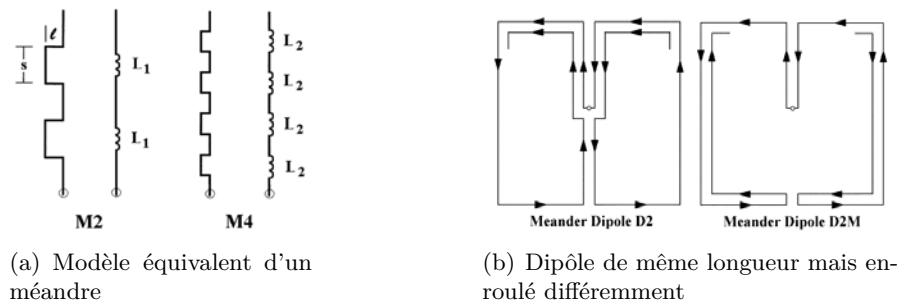 l
s
L1
L1
L2
L2
L2
L2
M2
M4
(a) Modèle équivalent d'un
méandre
Meander Dipole D2
Meander Dipole D2M
(b) Dipôle de même longueur mais en-
roulé différemment